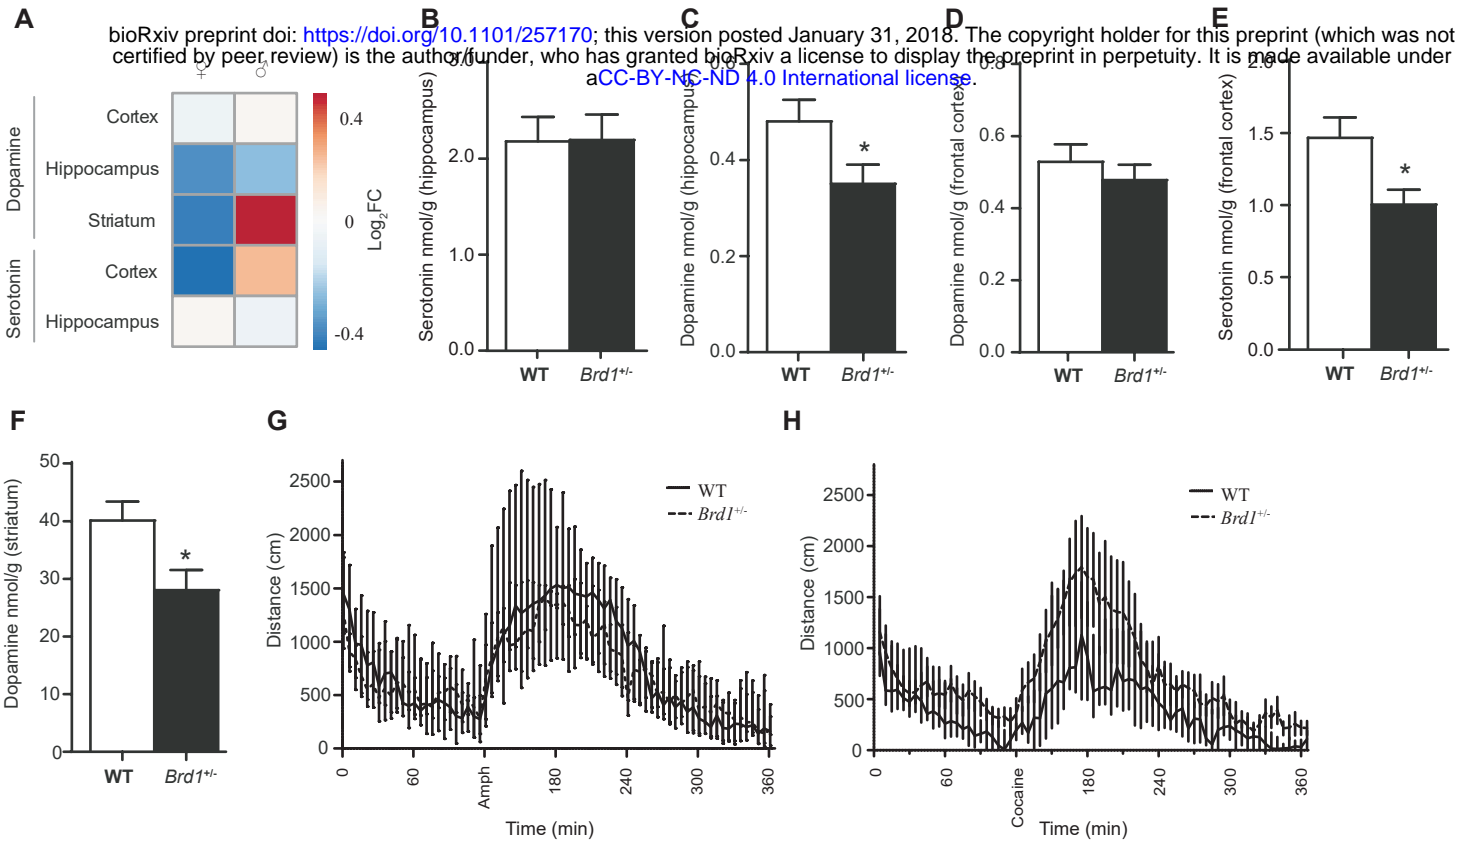 A
B
C
D
E
bioRxiv preprint doi: https://doi.org/10.1101/257170; this version posted January 31, 2018. The copyright holder for this preprint (which was not
certified by peer review) is the author/funder, who has granted bioRxiv a license to display the preprint in perpetuity. It is made available under
aCC-BY-NC-ND 4.0 International license.
♀ ♂
Dopamine
Cortex
Hippocampus
Striatum
Serotonin
Cortex
Hippocampus
0.4
0
-0.4
Log2FC
Serotonin nmol/g (hippocampus)
3.0
2.0
1.0
0.0
WT Brd1+/-
Dopamine nmol/g (hippocampus)
0.6
0.4
0.2
0.0
*
WT Brd1+/-
Dopamine nmol/g (frontal cortex)
0.8
0.6
0.4
0.2
0.0
WT Brd1+/-
Serotonin nmol/g (frontal cortex)
2.0
1.5
1.0
0.5
0.0
*
WT Brd1+/-
F
Dopamine nmol/g (striatum)
50
40
30
20
10
0
*
WT Brd1+/-
G
Distance (cm)
2500
2000
1500
1000
500
0
WT
Brd1+/-
0 60 Amph 180 240 300 360
Time (min)
H
Distance (cm)
2500
2000
1500
1000
500
0
WT
Brd1+/-
0 60 Cocaine 180 240 300 360
Time (min)